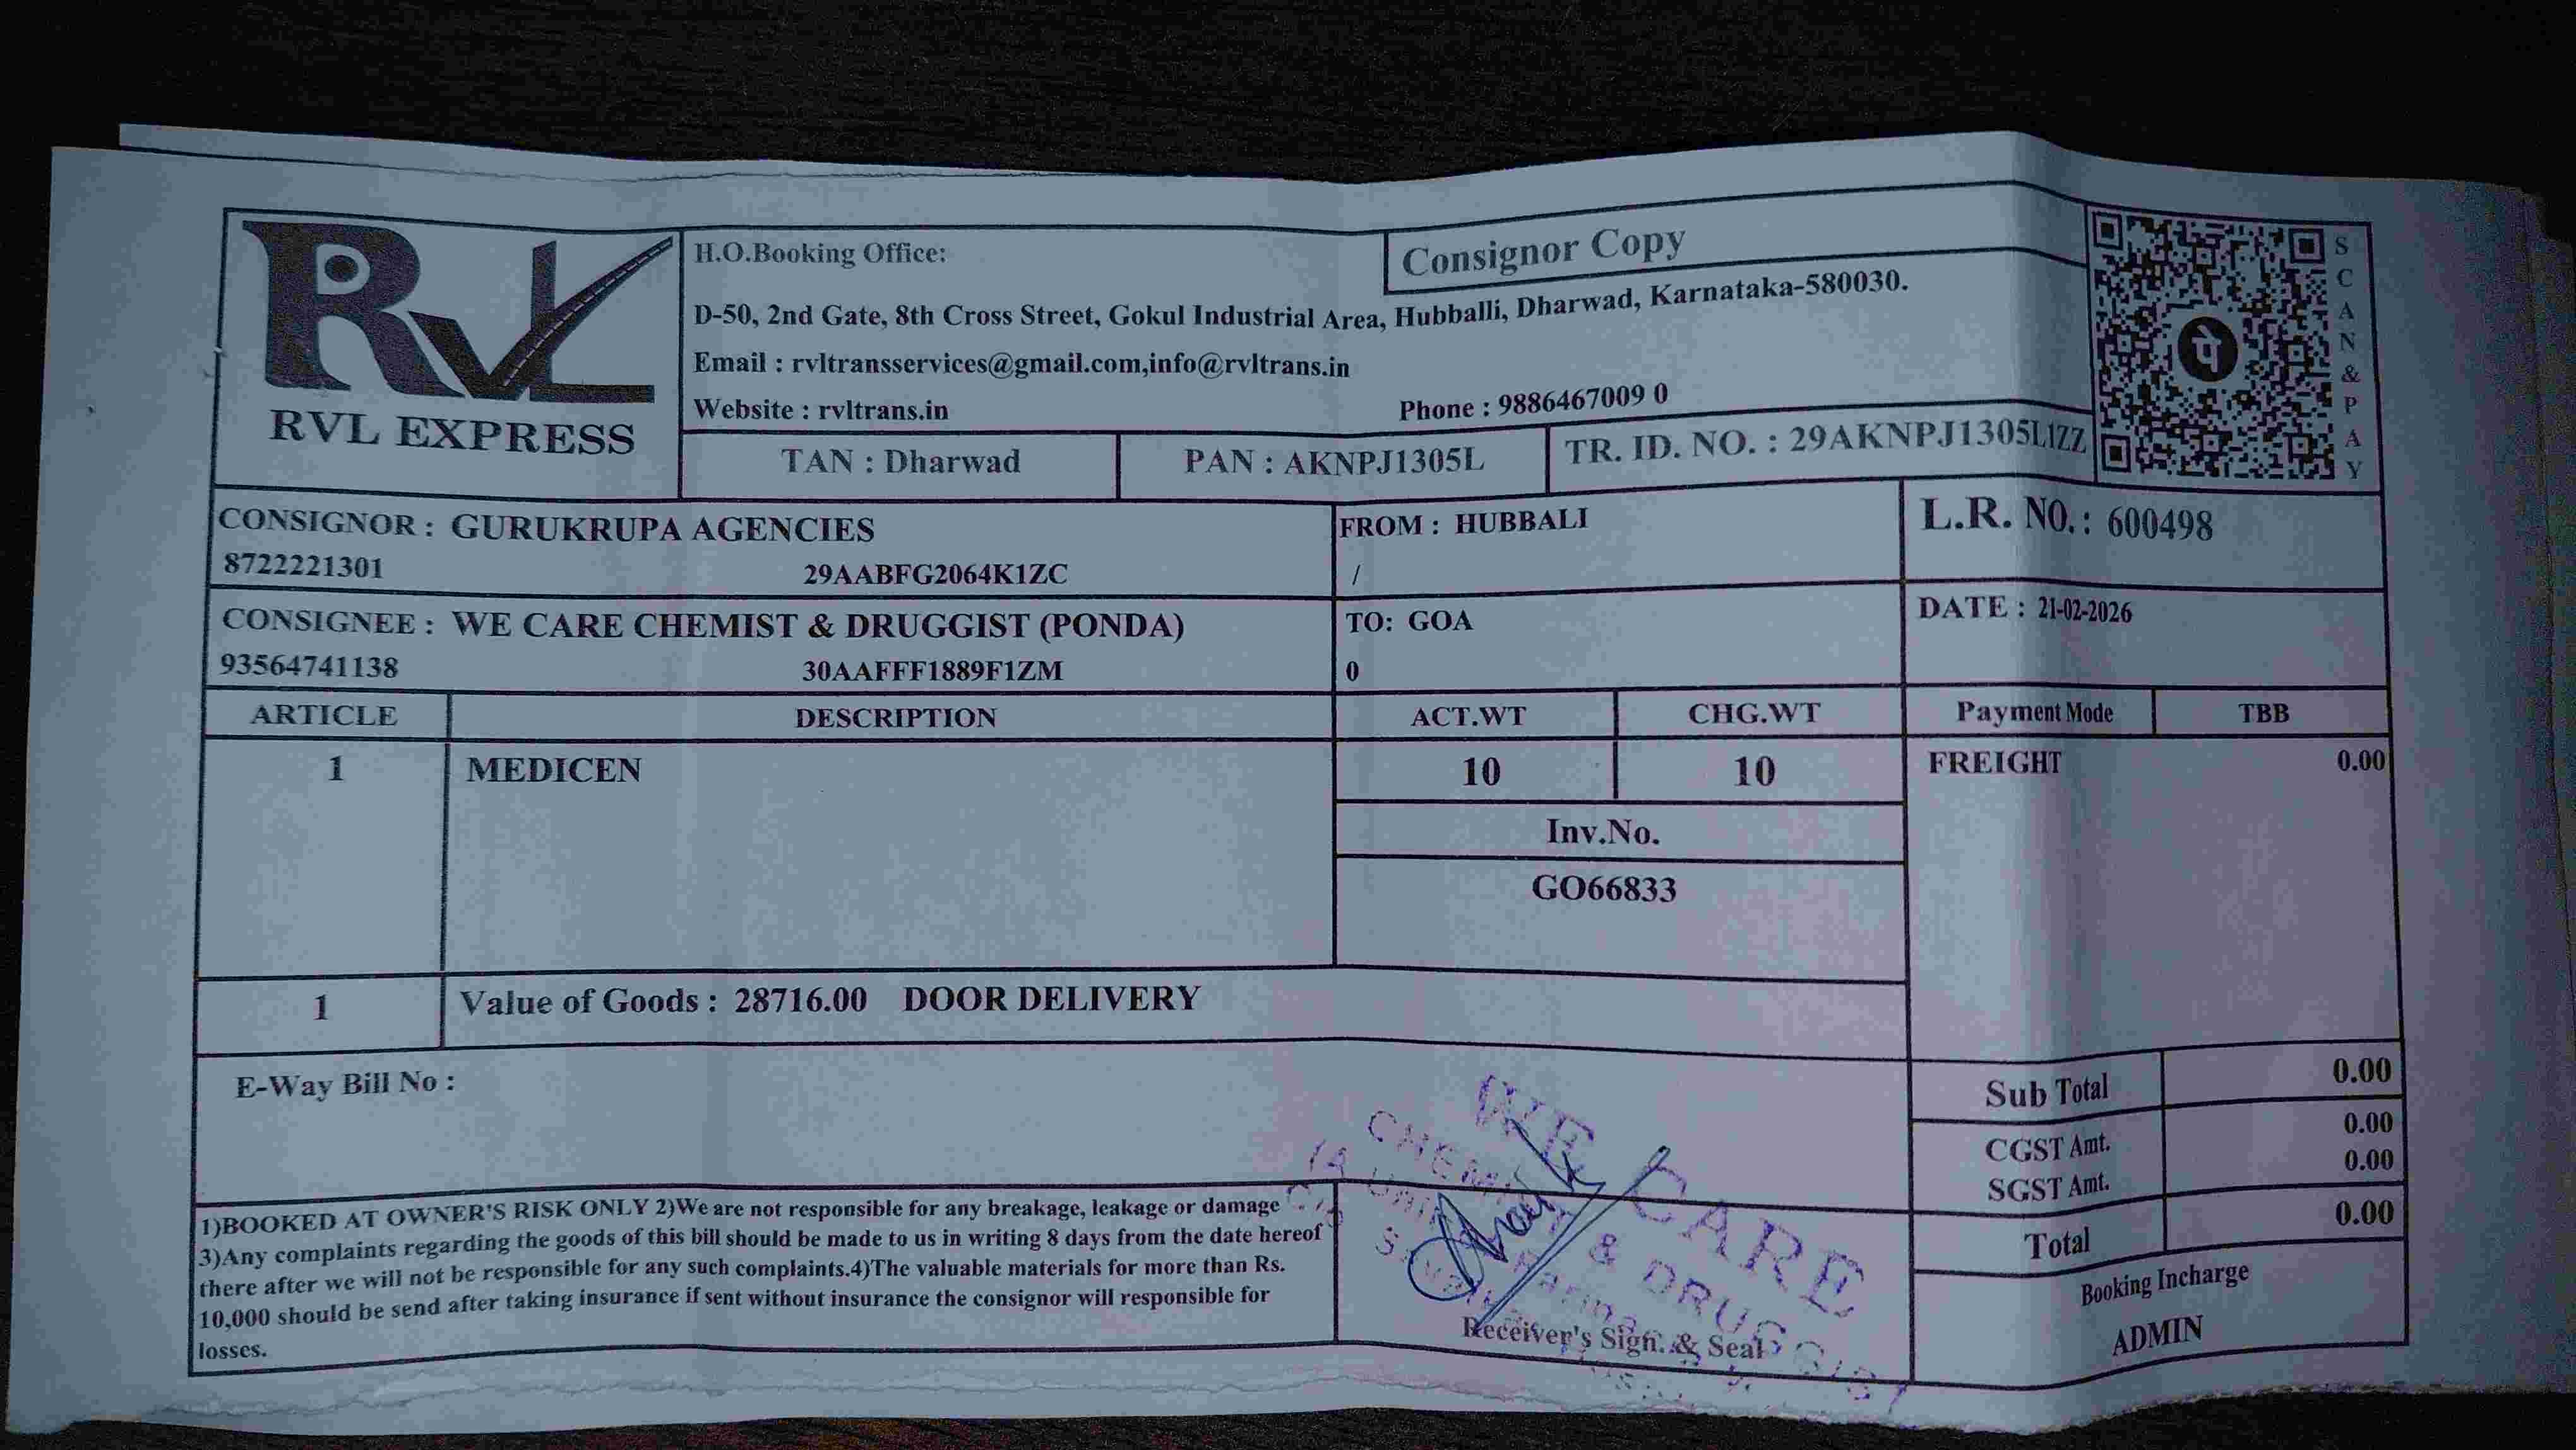 RVL
RVL EXPRESS
H.O.Booking Office:
Consignor Copy
D-50, 2nd Gate, 8th Cross Street, Gokul Industrial Area, Hubballi, Dharwad, Karnataka-580030.
Email : rvltransservices@gmail.com,info@rvltrans.in
Website : rvltrans.in
Phone : 9886467009 0
TAN : Dharwad
PAN : AKNPJ1305L
TR. ID. NO. : 29AKNPJ1305L1ZZ
पे
SCAN&PAY
CONSIGNOR : GURUKRUPA AGENCIES
8722221301 29AABFG2064K1ZC
FROM : HUBBALI
/
L.R. NO.: 600498
CONSIGNEE : WE CARE CHEMIST & DRUGGIST (PONDA)
93564741138 30AAFFF1889F1ZM
TO: GOA
0
DATE : 21-02-2026
ARTICLE DESCRIPTION ACT.WT CHG.WT Payment Mode TBB
1 MEDICEN 10 10 FREIGHT 0.00
Inv.No.
GO66833
1 Value of Goods : 28716.00 DOOR DELIVERY
E-Way Bill No :
Sub Total 0.00
CGST Amt. 0.00
SGST Amt. 0.00
Total 0.00
1)BOOKED AT OWNER'S RISK ONLY 2)We are not responsible for any breakage, leakage or damage
3)Any complaints regarding the goods of this bill should be made to us in writing 8 days from the date hereof
there after we will not be responsible for any such complaints.4)The valuable materials for more than Rs.
10,000 should be send after taking insurance if sent without insurance the consignor will responsible for
losses.
WE CARE
CHEMIST & DRUGGIST
Receiver's Sign. & Seal
Booking Incharge
ADMIN